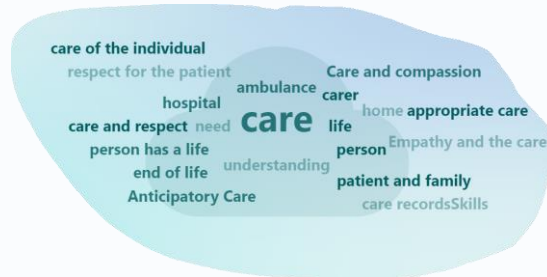 care of the individual
respect for the patient
Care and compassion
ambulance
carer
hospital
home appropriate care
care and respect need care life
person has a life
person Empathy and the care
understanding
end of life
patient and family
Anticipatory Care
care recordsSkills